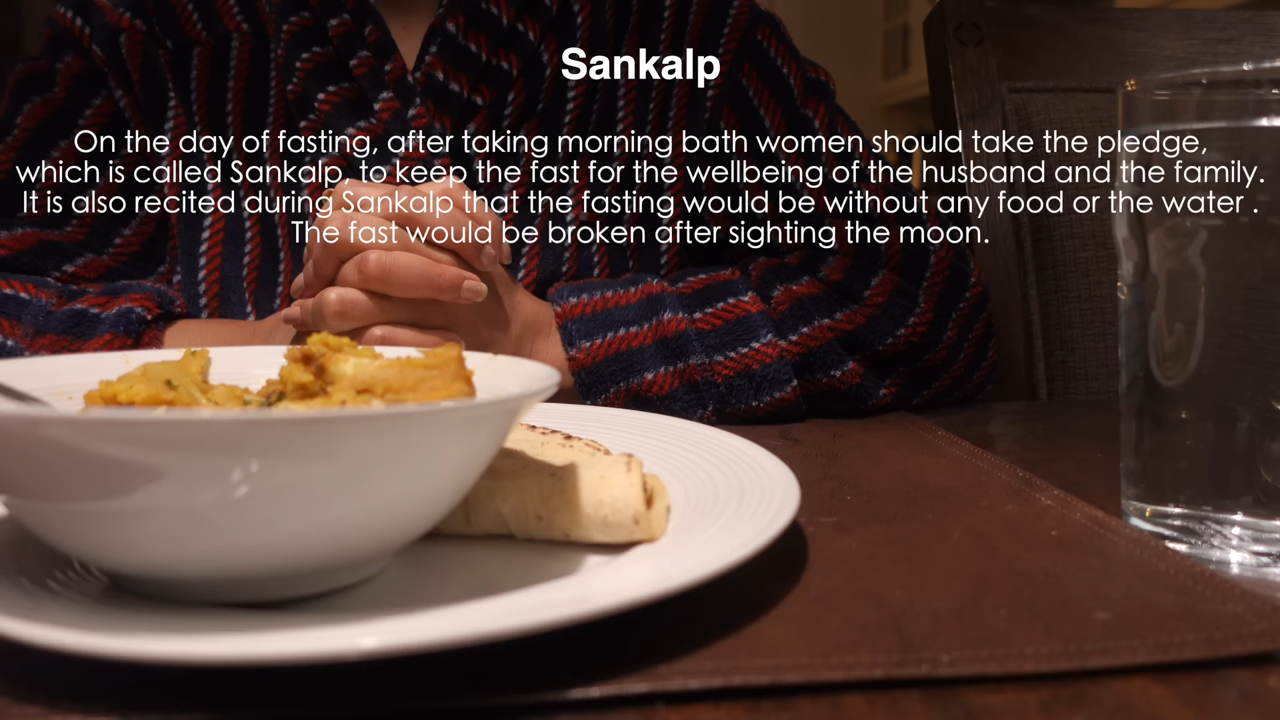 Sankalp
On the day of fasting, after taking morning bath women should take the pledge,
which is called Sankalp, to keep the fast for the wellbeing of the husband and the family.
It is also recited during Sankalp that the fasting would be without any food or the water .
The fast would be broken after sighting the moon.